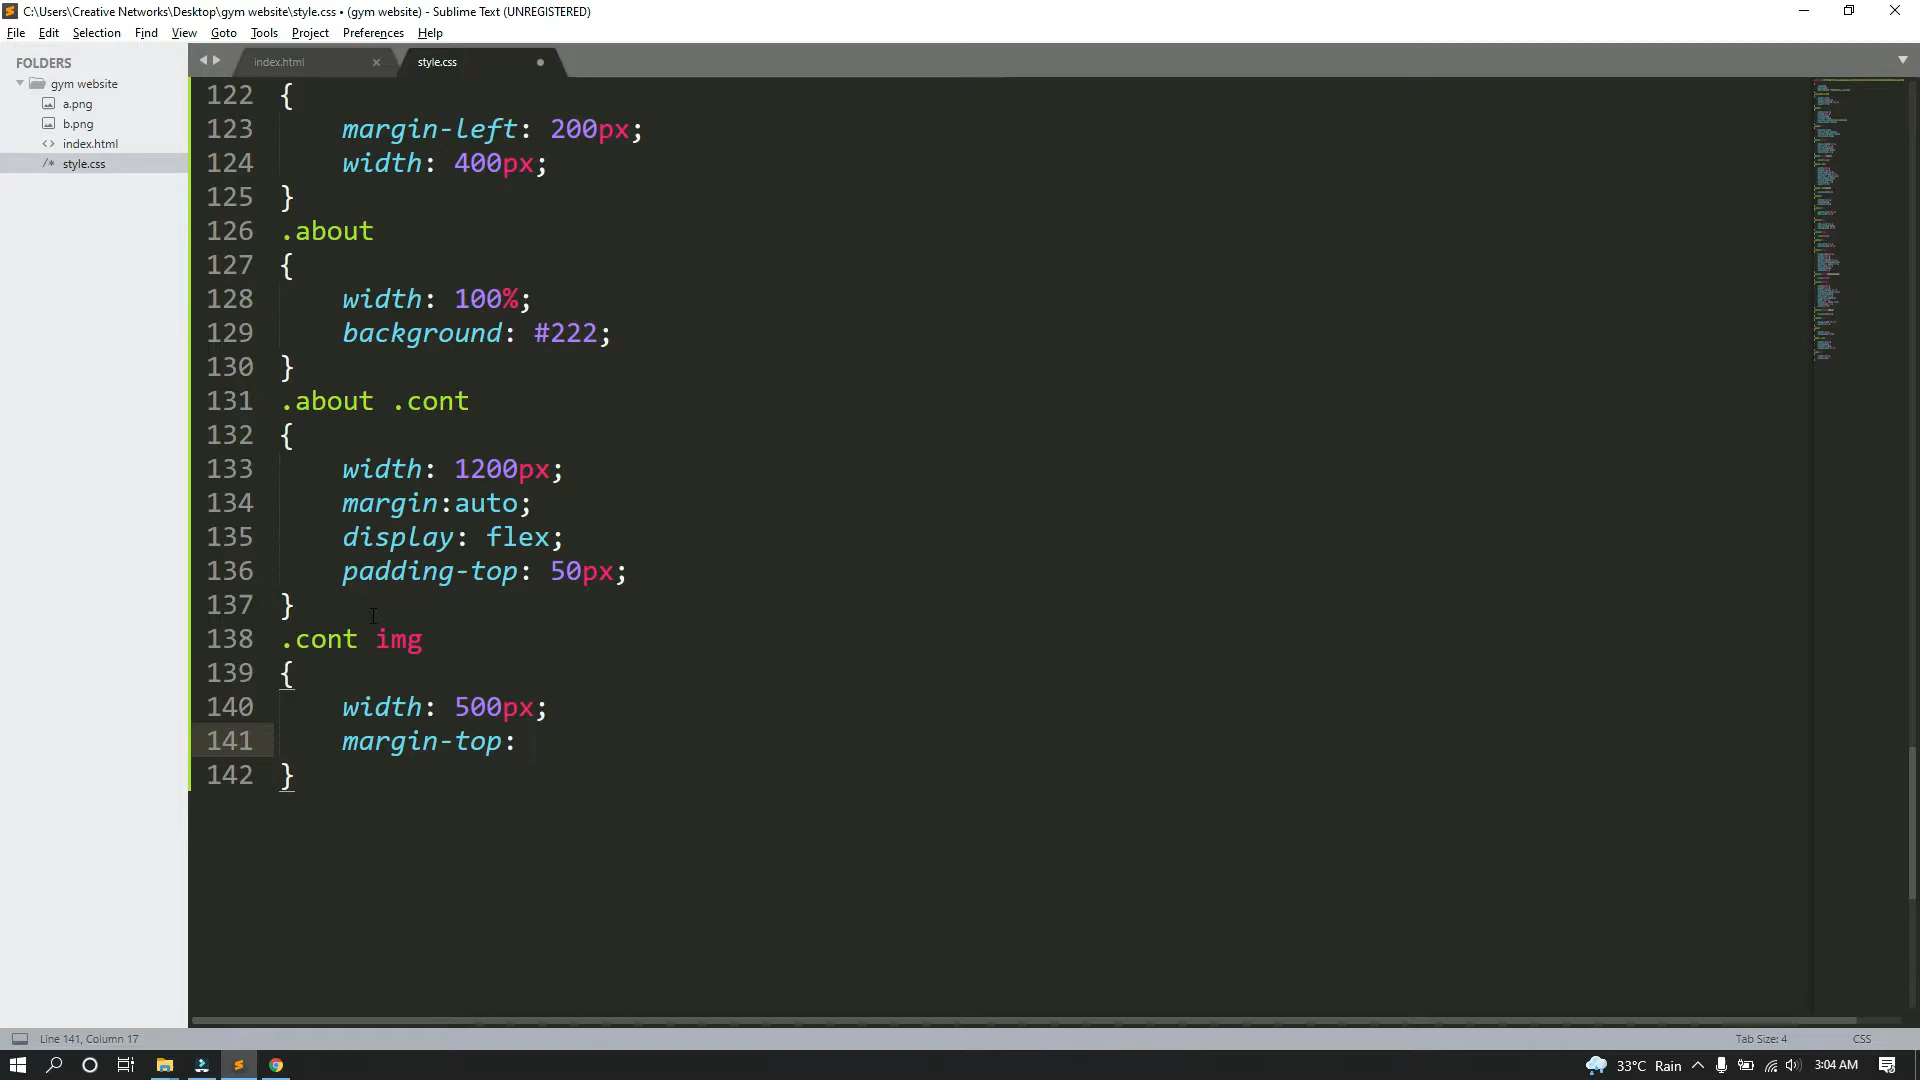 C:\Users\Creative Networks\Desktop\gym website\style.css • (gym website) - Sublime Text (UNREGISTERED)
File Edit Selection Find View Goto Tools Project Preferences Help
FOLDERS
gym website
a.png
b.png
index.html
style.css
index.html
style.css
122 {
123 margin-left: 200px;
124 width: 400px;
125 }
126 .about
127 {
128 width: 100%;
129 background: #222;
130 }
131 .about .cont
132 {
133 width: 1200px;
134 margin:auto;
135 display: flex;
136 padding-top: 50px;
137 }
138 .cont img
139 {
140 width: 500px;
141 margin-top:
142 }
Line 141, Column 17
Tab Size: 4
CSS
33°C Rain
3:04 AM